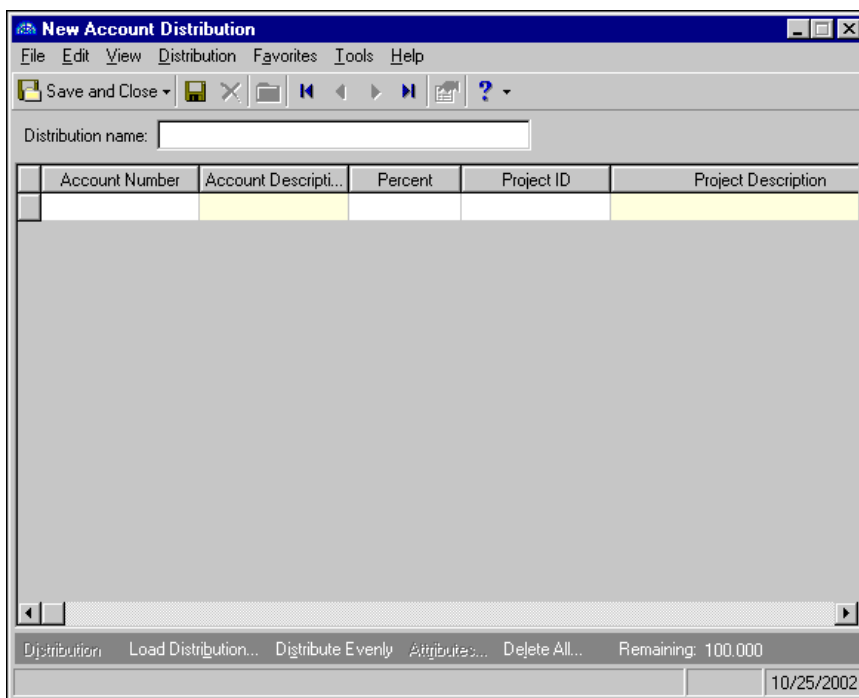 New Account Distribution
File Edit View Distribution Favorites Tools Help
Save and Close ?
Distribution name:
Account Number Account Descripti... Percent Project ID Project Description
Distribution Load Distribution... Distribute Evenly Attributes... Delete All... Remaining: 100.000
10/25/2002